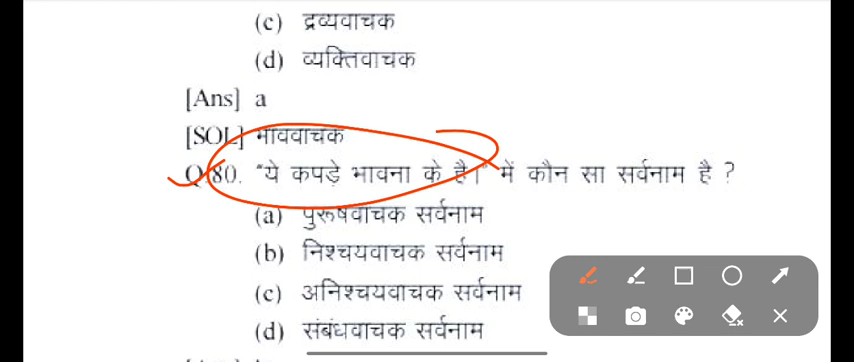 (c) द्रव्यवाचक
(d) व्यक्तिवाचक
[Ans] a
[SOL] भाववाचक
Q.80. "ये कपड़े भावना के है।" में कौन सा सर्वनाम है ?
(a) पुरूषवाचक सर्वनाम
(b) निश्चयवाचक सर्वनाम
(c) अनिश्चयवाचक सर्वनाम
(d) संबंधवाचक सर्वनाम